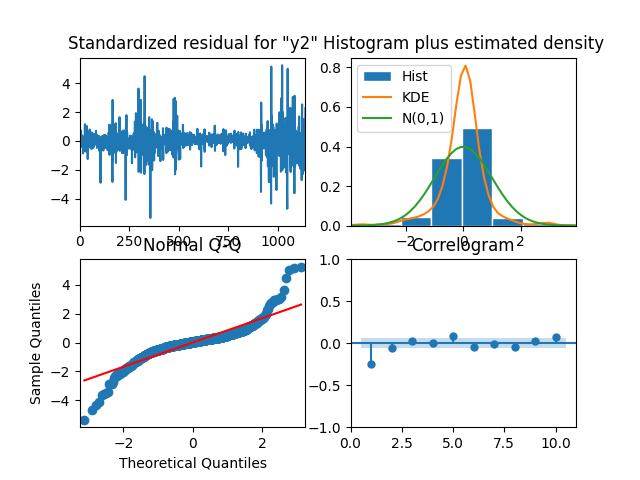 Standardized residual for "y2"
Histogram plus estimated density
4
2
0
−2
−4
0 250 500 750 1000
0.8
0.6
0.4
0.2
0.0
Hist
KDE
N(0,1)
−2 0 2
Normal Q-Q
Sample Quantiles
4
2
0
−2
−4
−2 0 2
Theoretical Quantiles
Correlogram
1.0
0.5
0.0
−0.5
−1.0
0.0 2.5 5.0 7.5 10.0